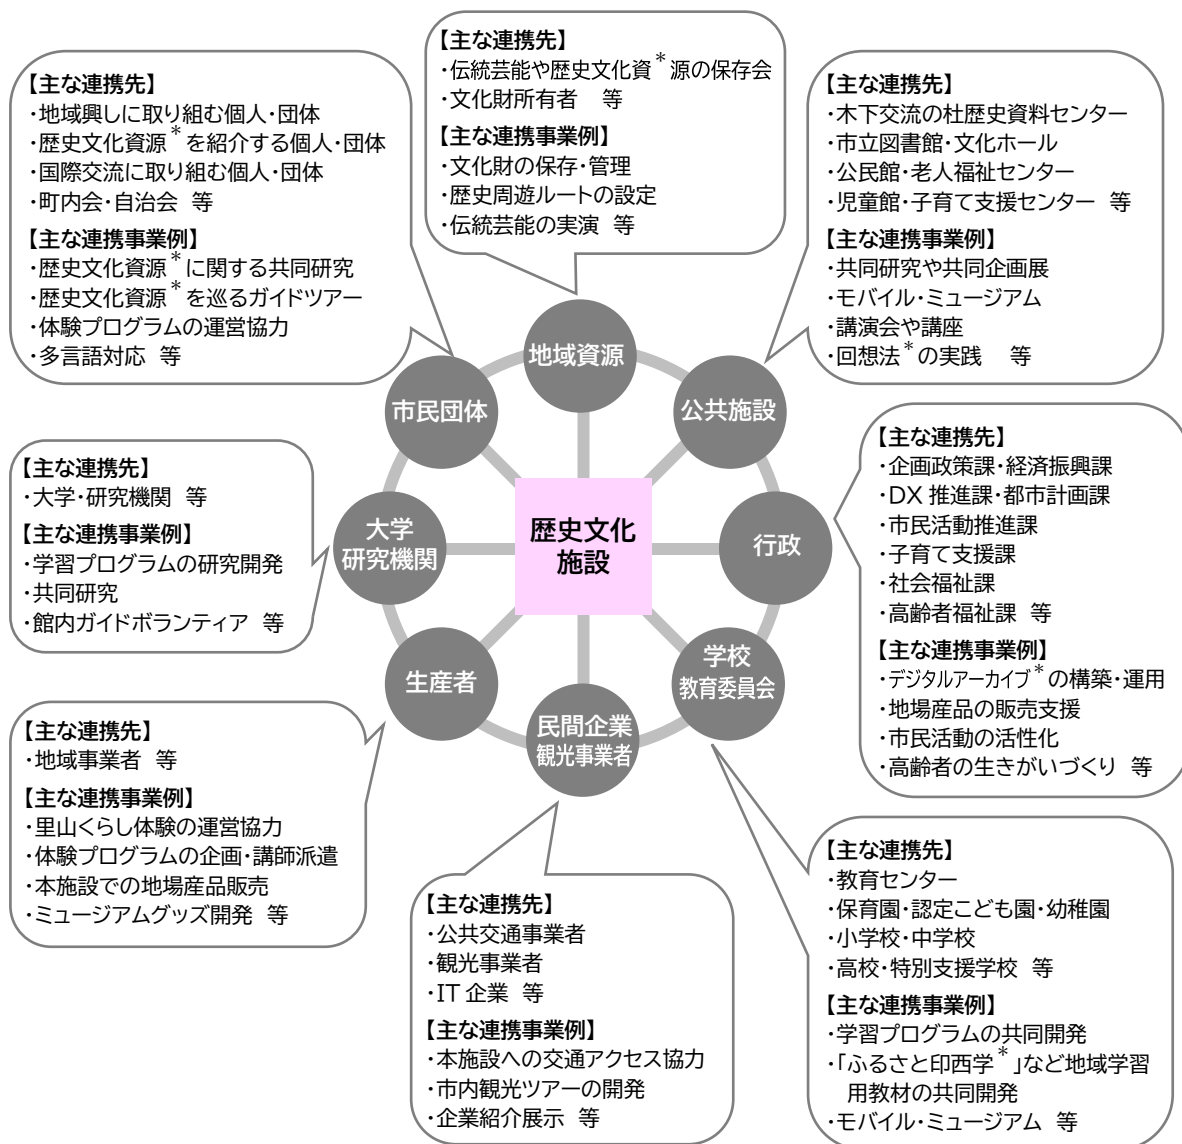 【主な連携先】
・伝統芸能や歴史文化資*源の保存会
・文化財所有者 等
【主な連携事業例】
・文化財の保存・管理
・歴史周遊ルートの設定
・伝統芸能の実演 等
【主な連携先】
・地域興しに取り組む個人・団体
・歴史文化資源*を紹介する個人・団体
・国際交流に取り組む個人・団体
・町内会・自治会 等
【主な連携事業例】
・歴史文化資源*に関する共同研究
・歴史文化資源*を巡るガイドツアー
・体験プログラムの運営協力
・多言語対応 等
【主な連携先】
・木下交流の杜歴史資料センター
・市立図書館・文化ホール
・公民館・老人福祉センター
・児童館・子育て支援センター 等
【主な連携事業例】
・共同研究や共同企画展
・モバイル・ミュージアム
・講演会や講座
・回想法*の実践 等
地域資源
市民団体
公共施設
【主な連携先】
・大学・研究機関 等
【主な連携事業例】
・学習プログラムの研究開発
・共同研究
・館内ガイドボランティア 等
大学
研究機関
歴史文化
施設
行政
【主な連携先】
・企画政策課・経済振興課
・DX 推進課・都市計画課
・市民活動推進課
・子育て支援課
・社会福祉課
・高齢者福祉課 等
【主な連携事業例】
・デジタルアーカイブ*の構築・運用
・地場産品の販売支援
・市民活動の活性化
・高齢者の生きがいづくり 等
生産者
学校
教育委員会
民間企業
観光事業者
【主な連携先】
・地域事業者 等
【主な連携事業例】
・里山くらし体験の運営協力
・体験プログラムの企画・講師派遣
・本施設での地場産品販売
・ミュージアムグッズ開発 等
【主な連携先】
・公共交通事業者
・観光事業者
・IT 企業 等
【主な連携事業例】
・本施設への交通アクセス協力
・市内観光ツアーの開発
・企業紹介展示 等
【主な連携先】
・教育センター
・保育園・認定こども園・幼稚園
・小学校・中学校
・高校・特別支援学校 等
【主な連携事業例】
・学習プログラムの共同開発
・「ふるさと印西学*」など地域学習
用教材の共同開発
・モバイル・ミュージアム 等